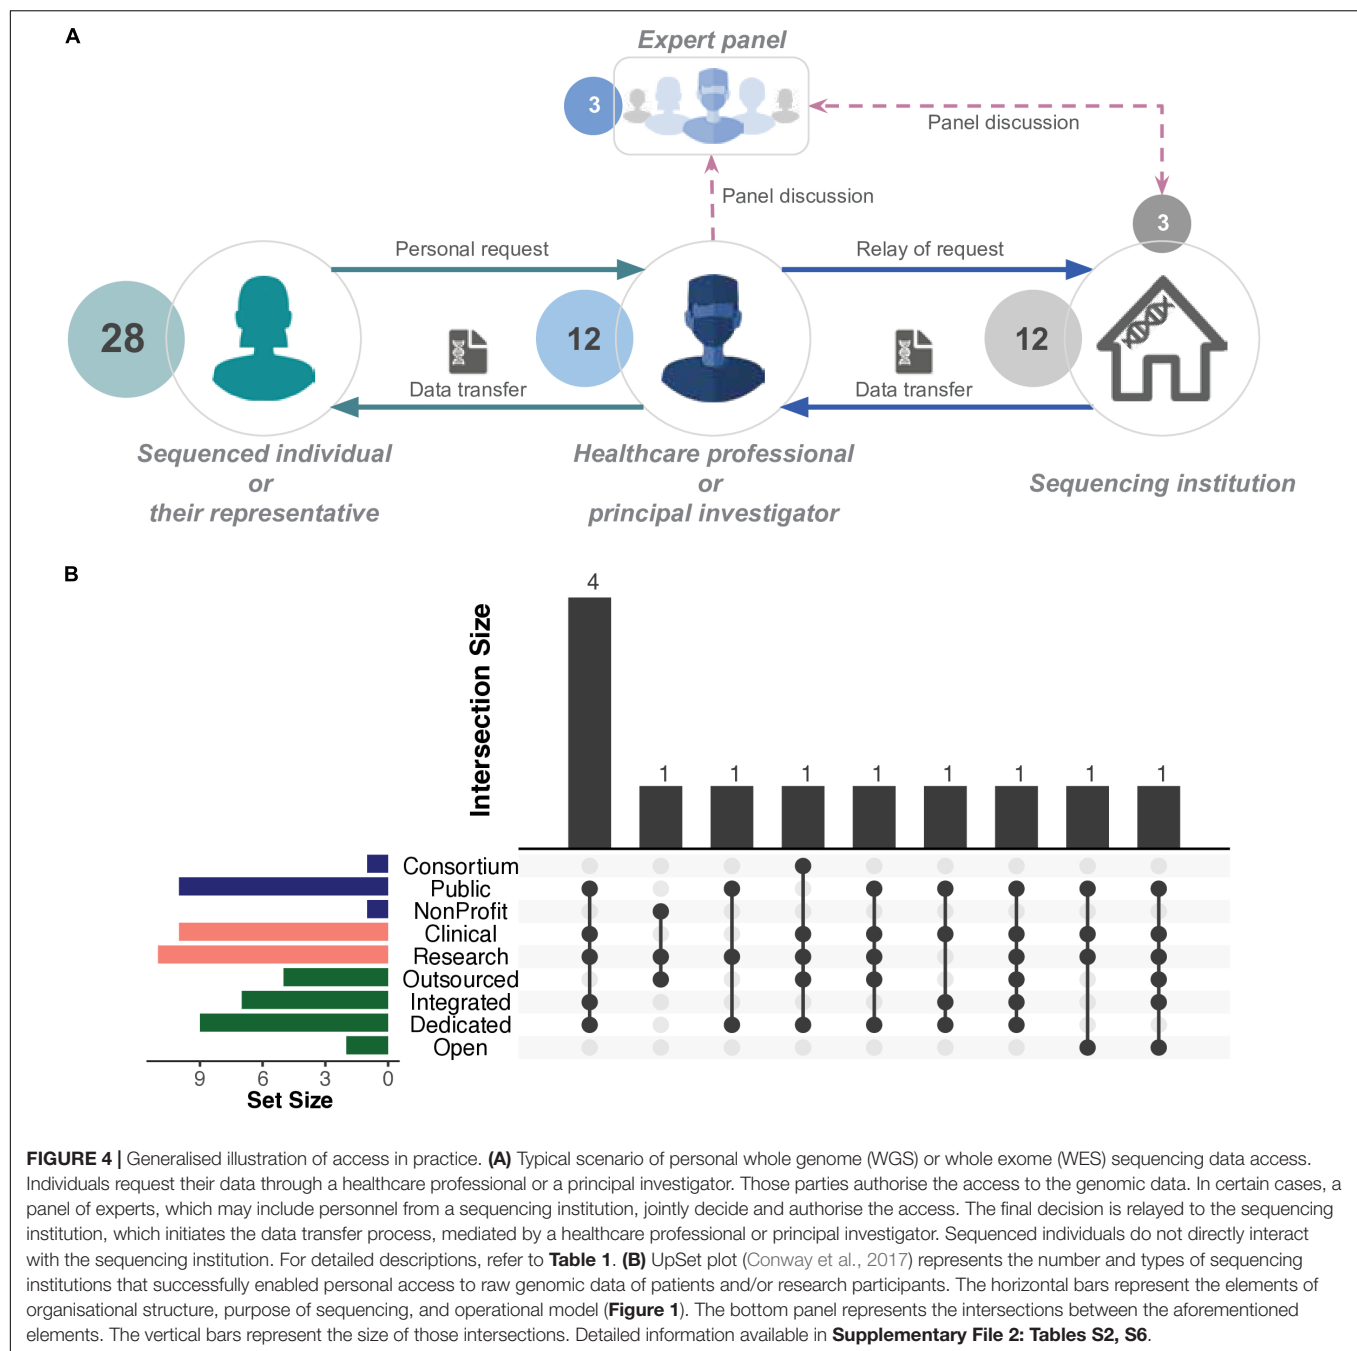 A
Expert panel
3
Panel discussion
Panel discussion
3
Personal request
Relay of request
28
12
12
Data transfer
Data transfer
Sequenced individual
or
their representative
Healthcare professional
or
principal investigator
Sequencing institution
B
Intersection Size
4
1 1 1 1 1 1 1 1
Consortium
Public
NonProfit
Clinical
Research
Outsourced
Integrated
Dedicated
Open
9 6 3 0
Set Size
FIGURE 4 | Generalised illustration of access in practice. (A) Typical scenario of personal whole genome (WGS) or whole exome (WES) sequencing data access.
Individuals request their data through a healthcare professional or a principal investigator. Those parties authorise the access to the genomic data. In certain cases, a
panel of experts, which may include personnel from a sequencing institution, jointly decide and authorise the access. The final decision is relayed to the sequencing
institution, which initiates the data transfer process, mediated by a healthcare professional or principal investigator. Sequenced individuals do not directly interact
with the sequencing institution. For detailed descriptions, refer to Table 1. (B) UpSet plot (Conway et al., 2017) represents the number and types of sequencing
institutions that successfully enabled personal access to raw genomic data of patients and/or research participants. The horizontal bars represent the elements of
organisational structure, purpose of sequencing, and operational model (Figure 1). The bottom panel represents the intersections between the aforementioned
elements. The vertical bars represent the size of those intersections. Detailed information available in Supplementary File 2: Tables S2, S6.